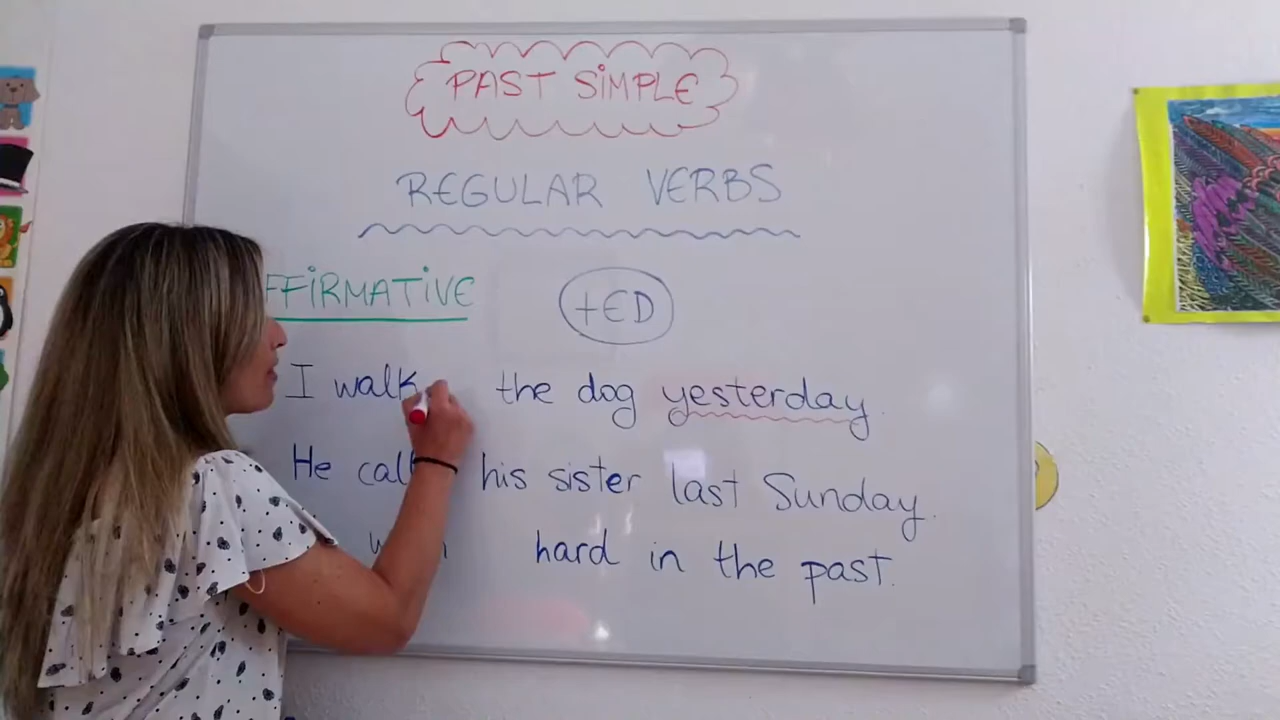 PAST SIMPLE
REGULAR VERBS
FFIRMATIVE +ED
I walk the dog yesterday.
He call his sister last Sunday.
hard in the past.